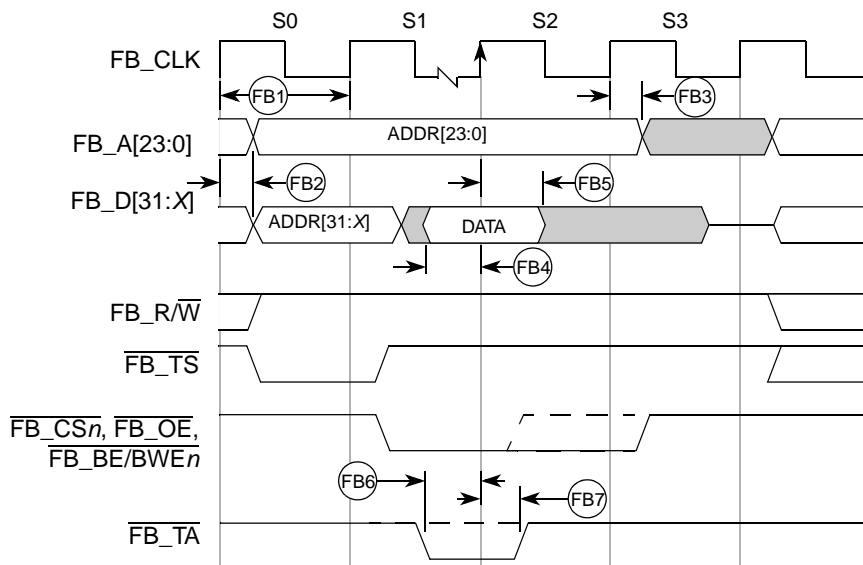 S0 S1 S2 S3
FB_CLK
FB1 FB3
FB_A[23:0] ADDR[23:0]
FB2 FB5
FB_D[31:X] ADDR[31:X] DATA
FB4
FB_R/W
FB_TS
FB_CSn, FB_OE,
FB_BE/BWEn
FB6 FB7
FB_TA